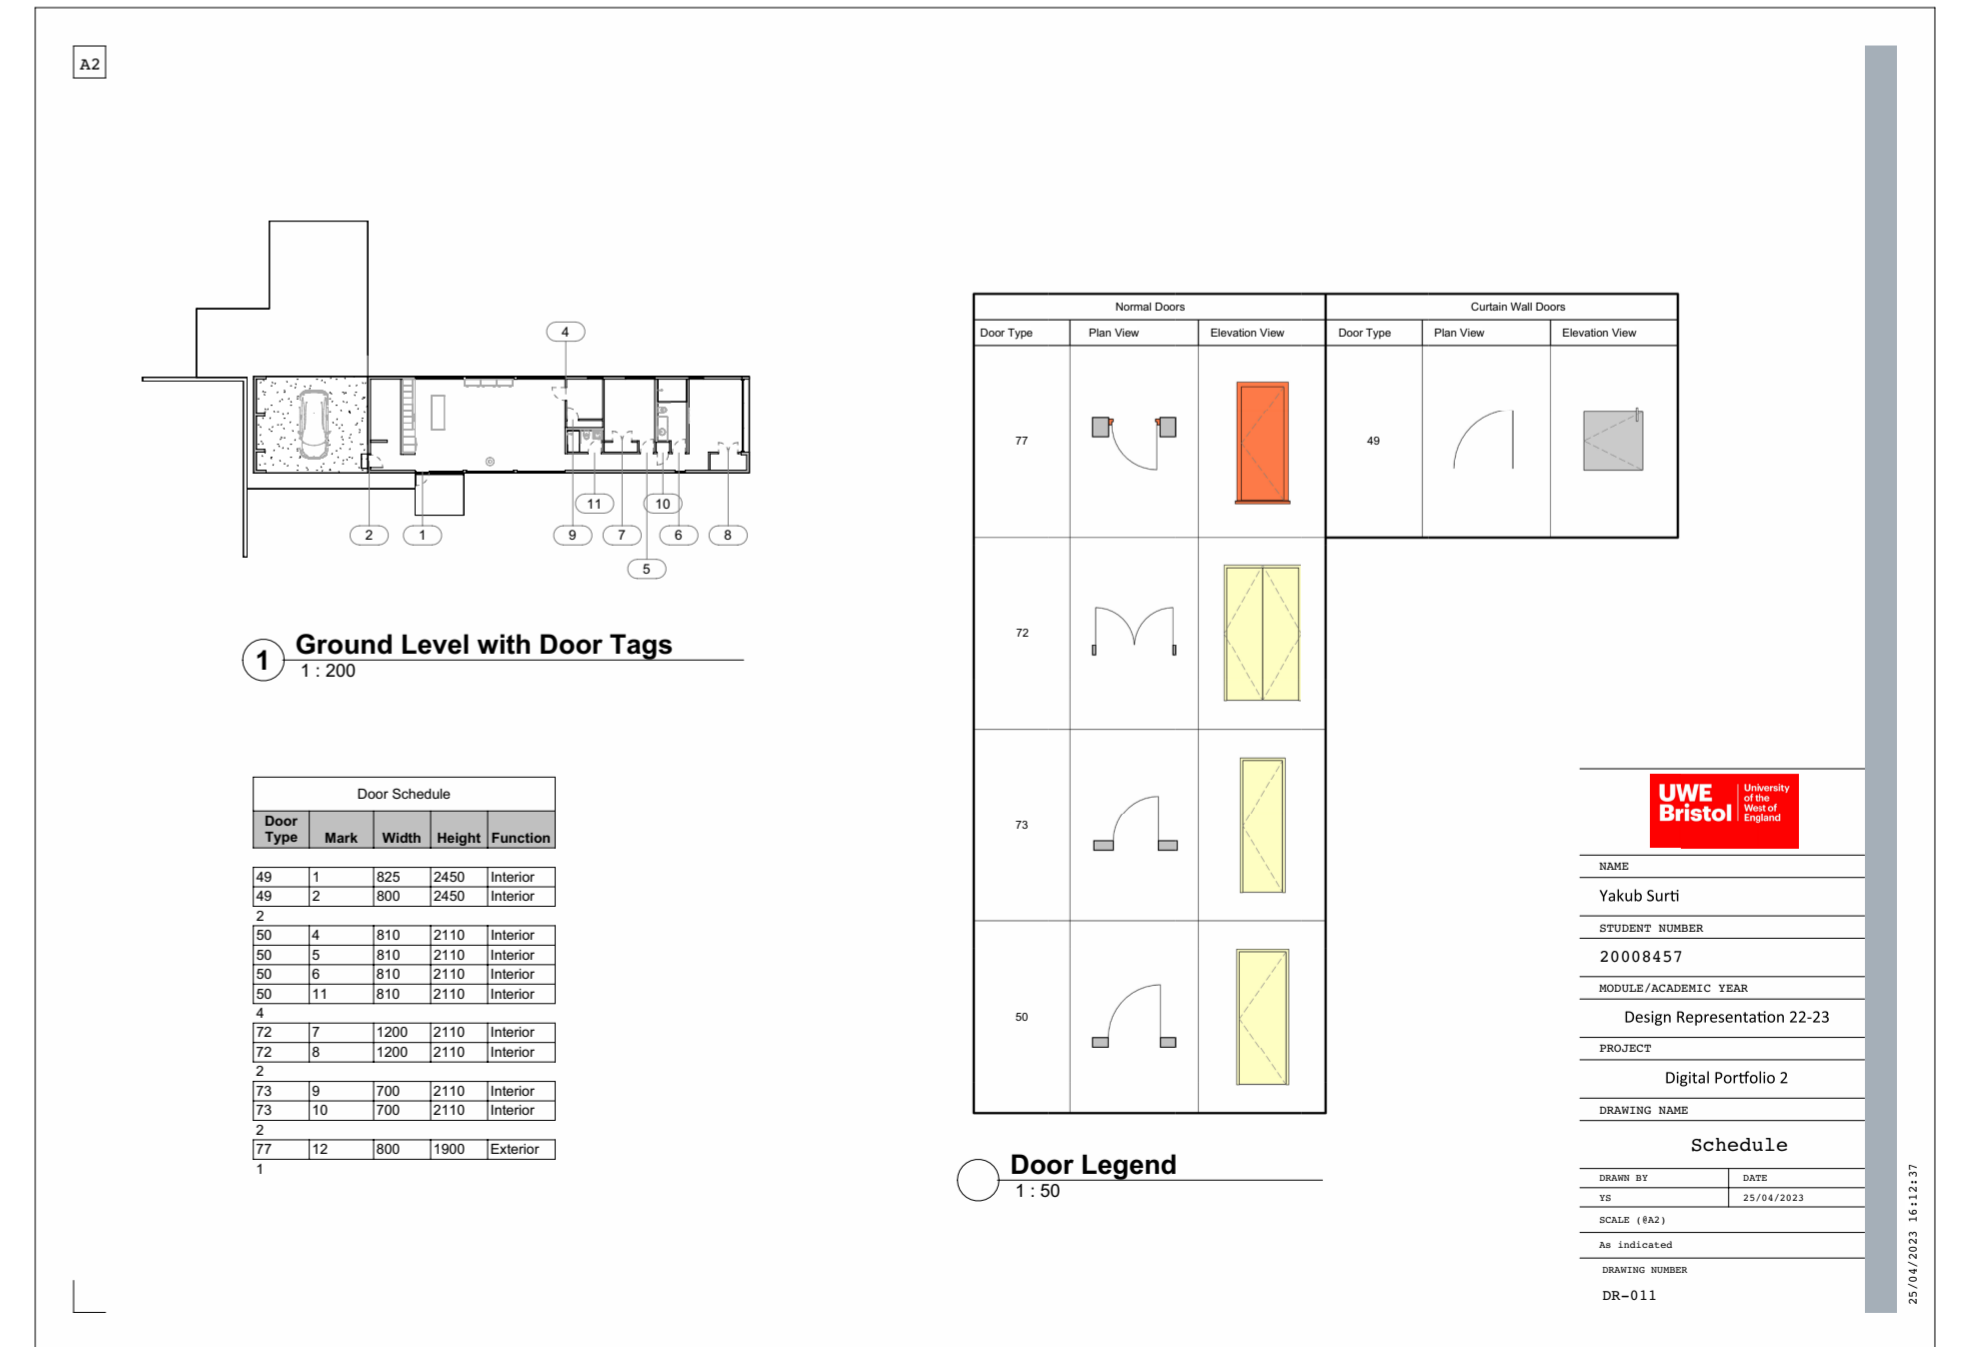 A2
4
11
10
2
1
9
7
6
8
5
1
Ground Level with Door Tags
1 : 200
Door Schedule
Door Type Mark Width Height Function
49 1 825 2450 Interior
49 2 800 2450 Interior
2
50 4 810 2110 Interior
50 5 810 2110 Interior
50 6 810 2110 Interior
50 11 810 2110 Interior
4
72 7 1200 2110 Interior
72 8 1200 2110 Interior
2
73 9 700 2110 Interior
73 10 700 2110 Interior
2
77 12 800 1900 Exterior
1
Normal Doors Curtain Wall Doors
Door Type Plan View Elevation View Door Type Plan View Elevation View
77 49
72
73
50
Door Legend
1 : 50
UWE Bristol
University
of the
West of
England
NAME
Yakub Surti
STUDENT NUMBER
20008457
MODULE/ACADEMIC YEAR
Design Representation 22-23
PROJECT
Digital Portfolio 2
DRAWING NAME
Schedule
DRAWN BY DATE
YS 25/04/2023
SCALE (@A2)
As indicated
DRAWING NUMBER
DR-011
25/04/2023 16:12:37